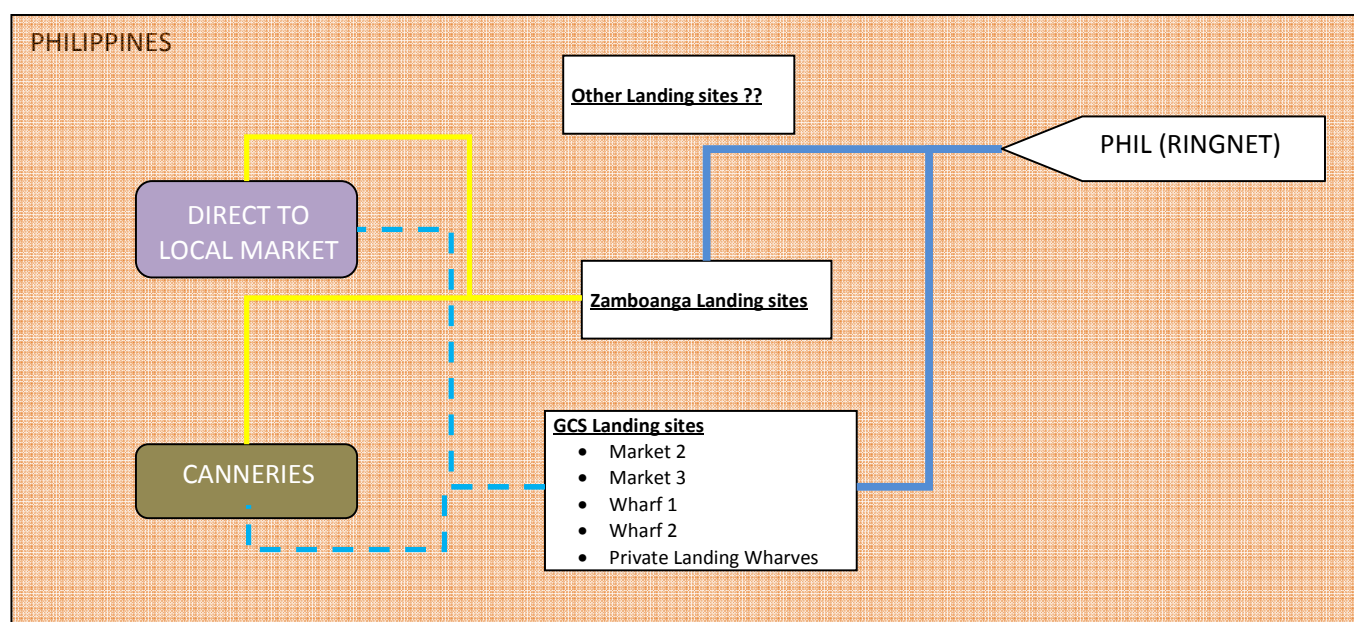 PHILIPPINES
Other Landing sites ??
PHIL (RINGNET)
DIRECT TO
LOCAL MARKET
Zamboanga Landing sites
GCS Landing sites
• Market 2
• Market 3
• Wharf 1
• Wharf 2
• Private Landing Wharves
CANNERIES